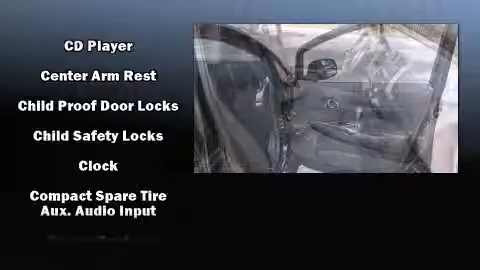 CD Player
Center Arm Rest
Child Proof Door Locks
Child Safety Locks
Clock
Compact Spare Tire
Aux. Audio Input